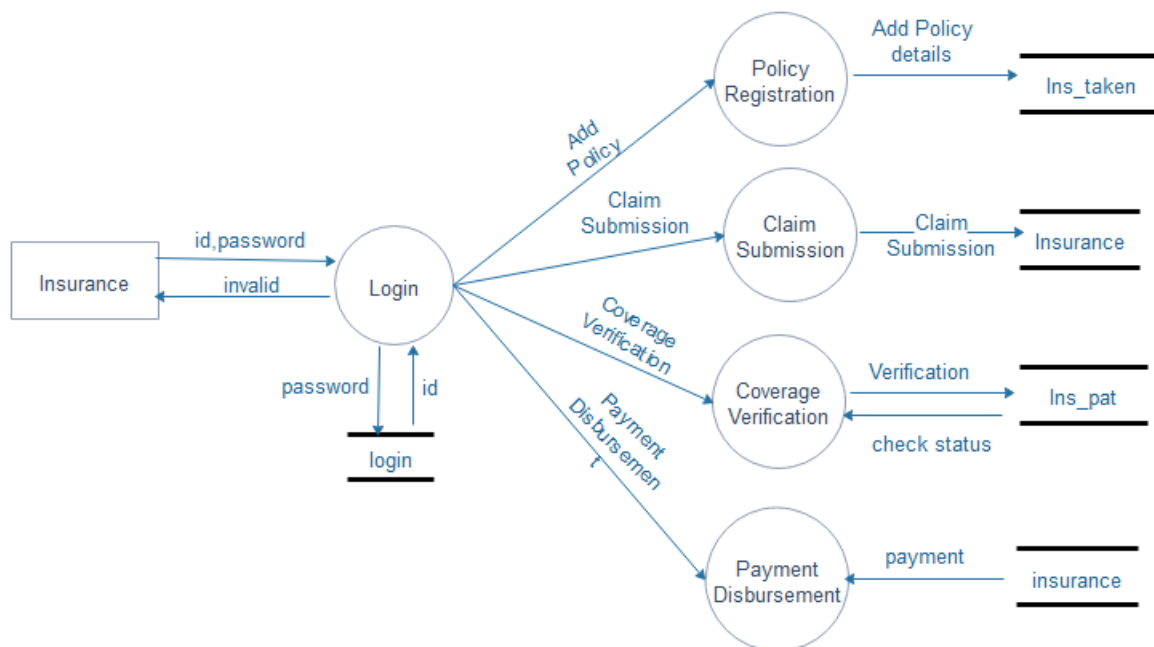 Add Policy
details
Policy
Registration
Ins_taken
Add
Policy
Claim
Submission
Claim
Submission
Claim
Submission
Insurance
id,password
invalid
Insurance
Login
Coverage
Verification
password
id
login
Coverage
Verification
Verification
Ins_pat
check status
Payment
Disbursemen
t
Payment
Disbursement
payment
insurance